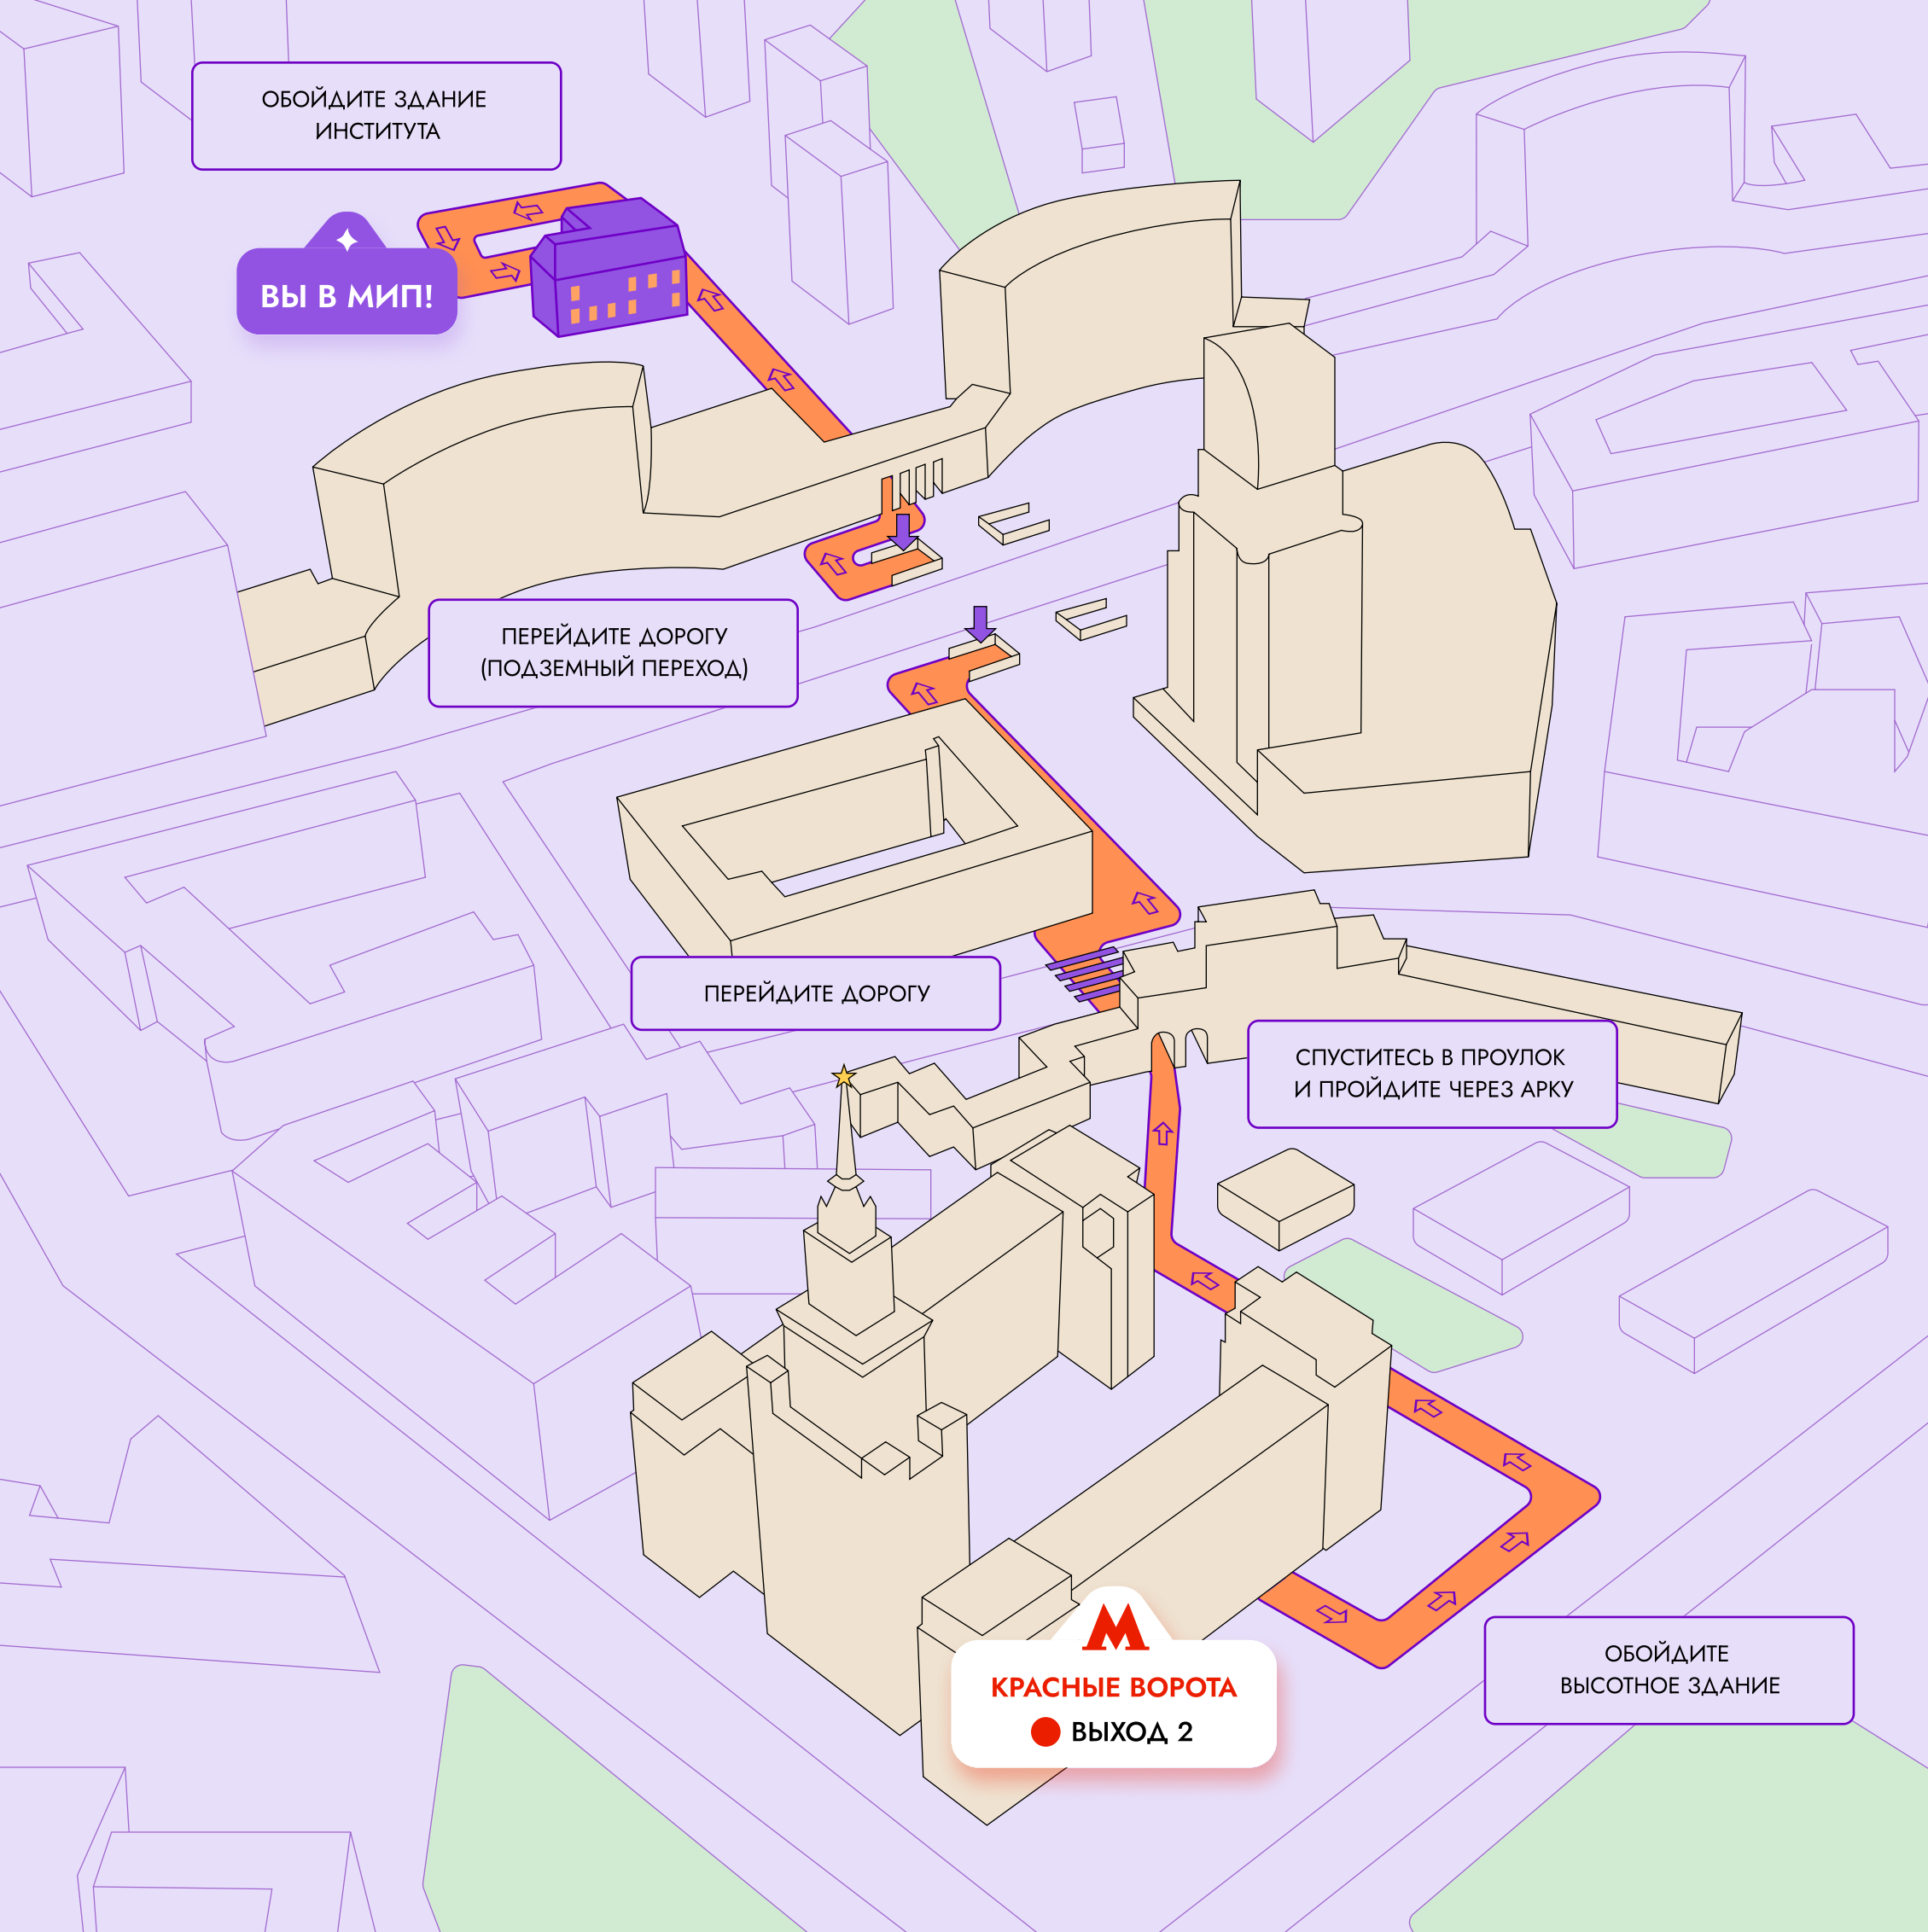 ОБОЙДИТЕ ЗДАНИЕ
ИНСТИТУТА
ВЫ В МИП!
ПЕРЕЙДИТЕ ДОРОГУ
(ПОДЗЕМНЫЙ ПЕРЕХОД)
ПЕРЕЙДИТЕ ДОРОГУ
СПУСТИТЕСЬ В ПРОУЛОК
И ПРОЙДИТЕ ЧЕРЕЗ АРКУ
М
КРАСНЫЕ ВОРОТА
ВЫХОД 2
ОБОЙДИТЕ
ВЫСОТНОЕ ЗДАНИЕ